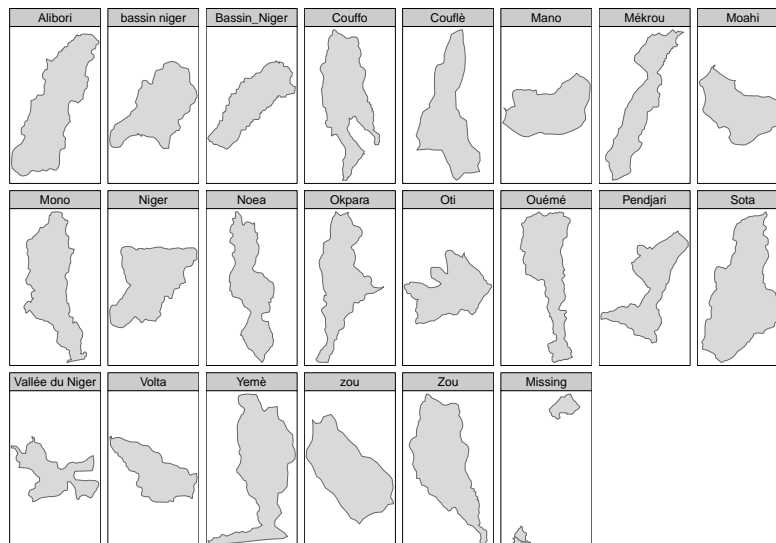 Alibori bassin niger Bassin_Niger Couffo Couflè Mano Mékrou Moahi
Mono Niger Noea Okpara Oti Ouémé Pendjari Sota
Vallée du Niger Volta Yemè zou Zou Missing